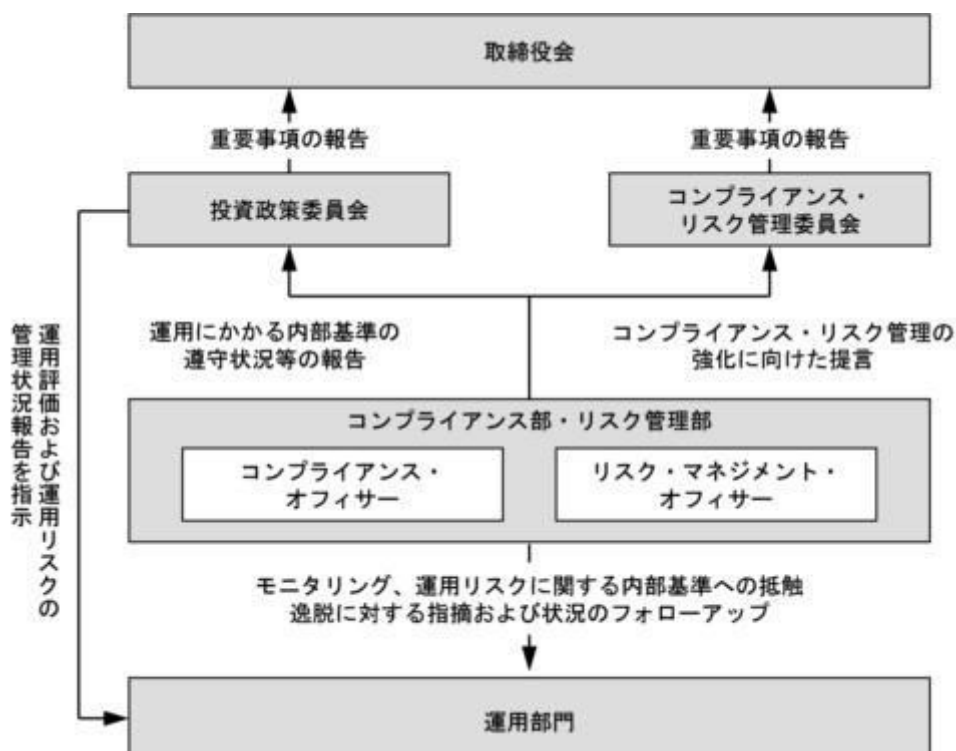 取締役会
重要事項の報告
重要事項の報告
投資政策委員会
コンプライアンス・
リスク管理委員会
運用にかかる内部基準の
遵守状況等の報告
コンプライアンス・リスク管理の
強化に向けた提言
運用評価および運用リスクの
管理状況報告を指示
コンプライアンス部・リスク管理部
コンプライアンス・
オフィサー
リスク・マネジメント・
オフィサー
モニタリング、運用リスクに関する内部基準への抵触
逸脱に対する指摘および状況のフォローアップ
運用部門